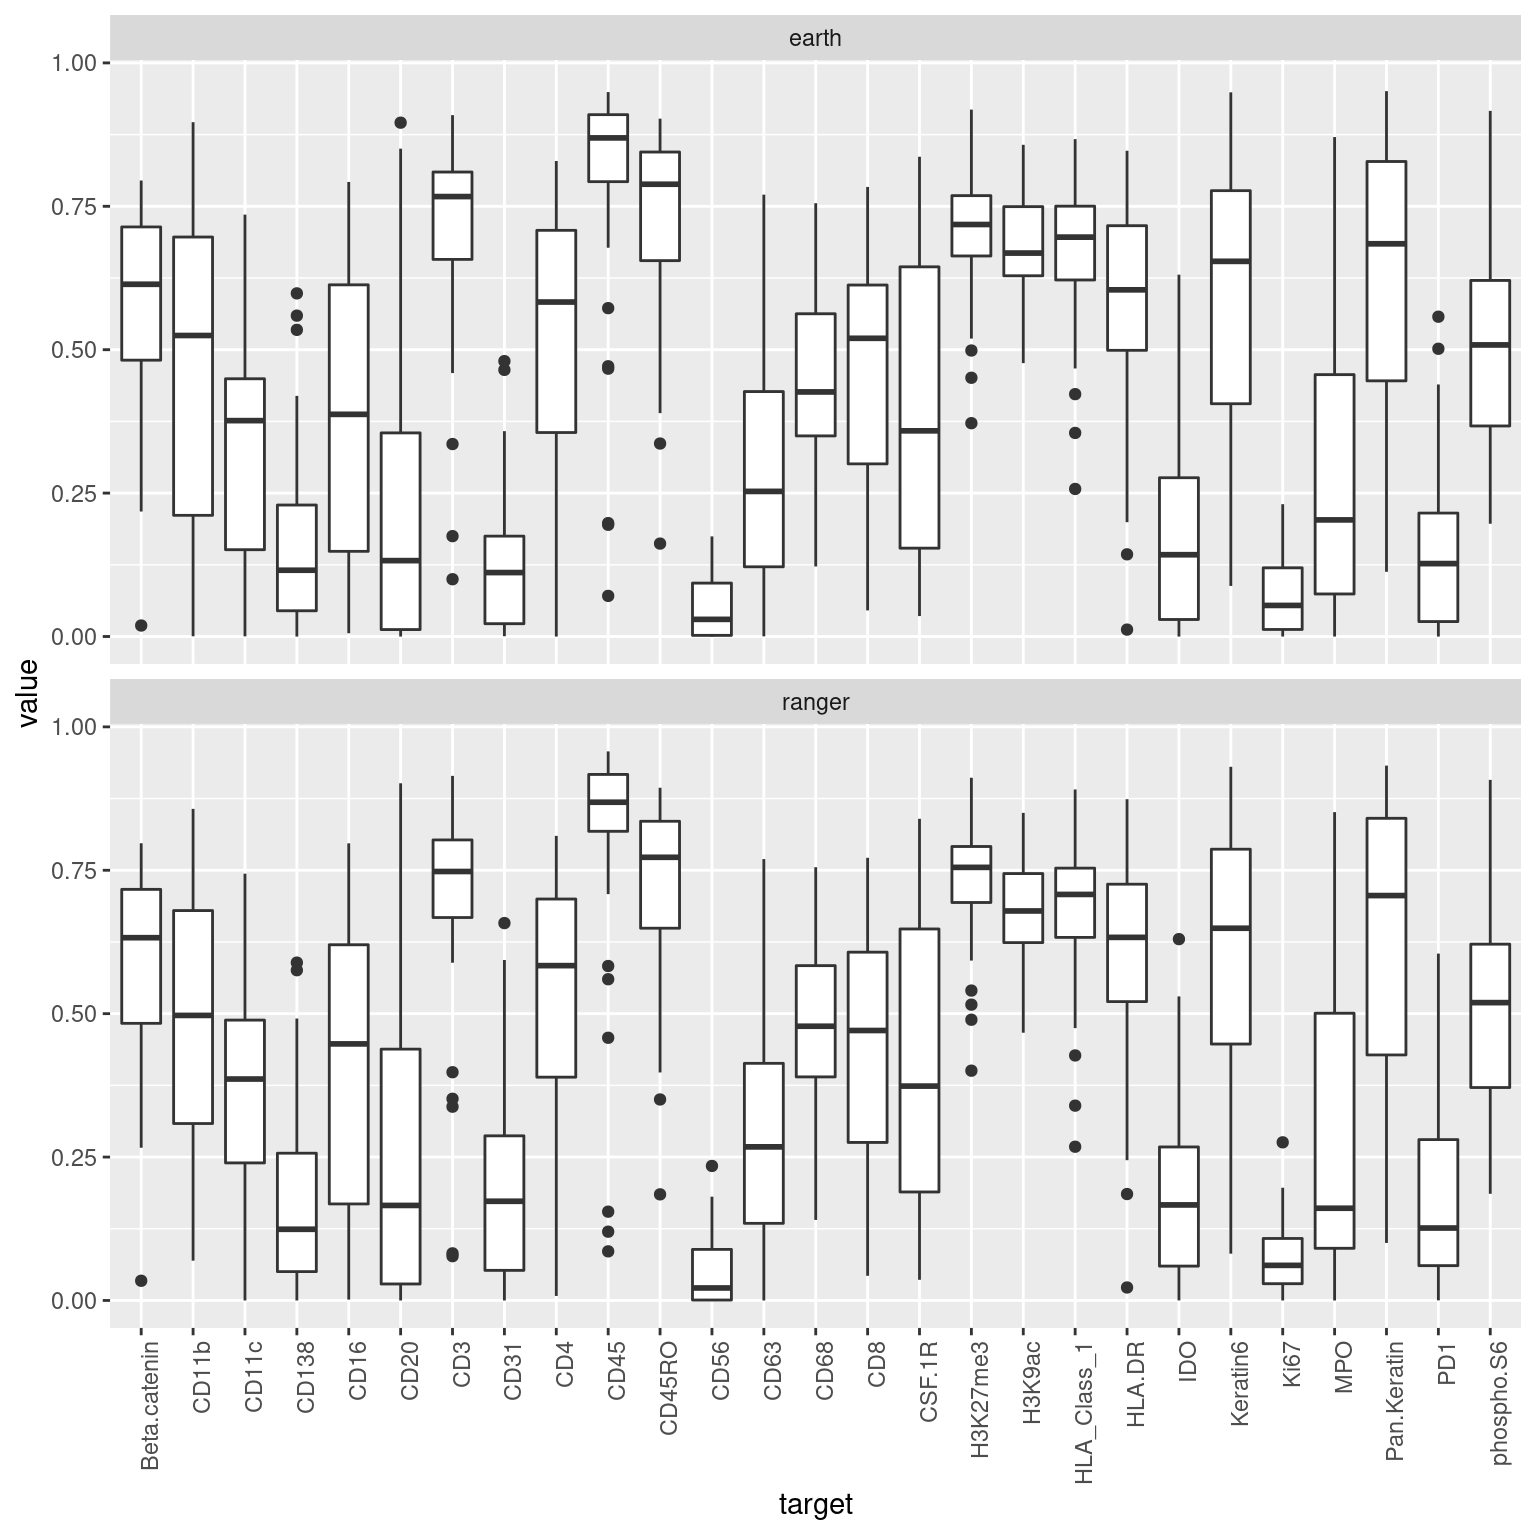 earth
1.00
0.75
0.50
0.25
0.00
value
ranger
1.00
0.75
0.50
0.25
0.00
Beta.catenin
CD11b
CD11c
CD138
CD16
CD20
CD3
CD31
CD4
CD45
CD45RO
CD56
CD63
CD68
CD8
CSF.1R
H3K27me3
H3K9ac
HLA_Class_1
HLA.DR
IDO
Keratin6
Ki67
MPO
Pan.Keratin
PD1
phospho.S6
target